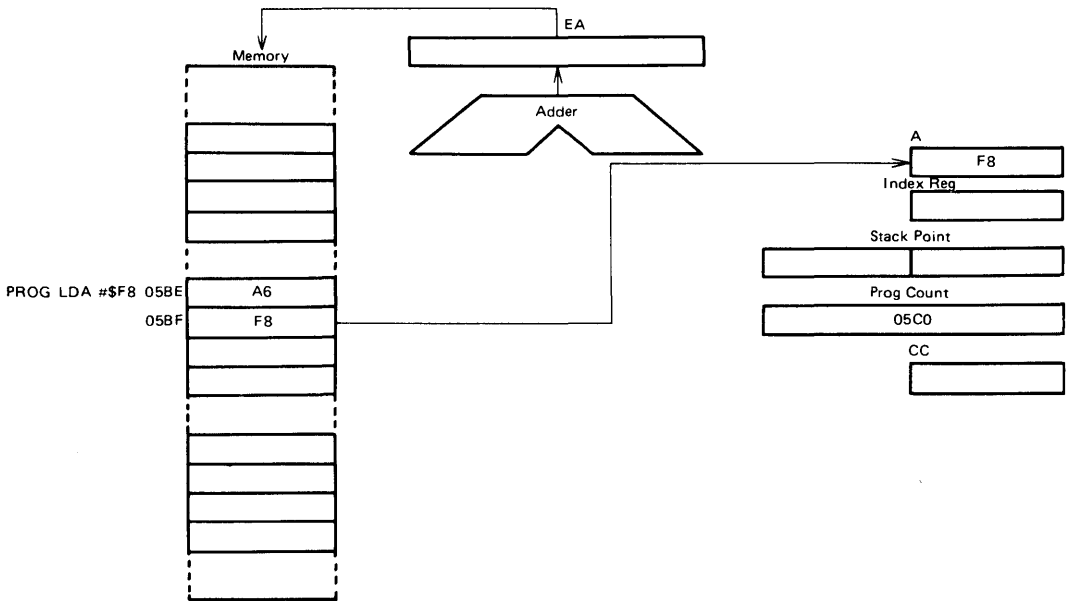 EA
Memory
Adder
A
F8
Index Reg
Stack Point
PROG LDA #$F8 05BE A6
Prog Count
05BF F8
05C0
CC